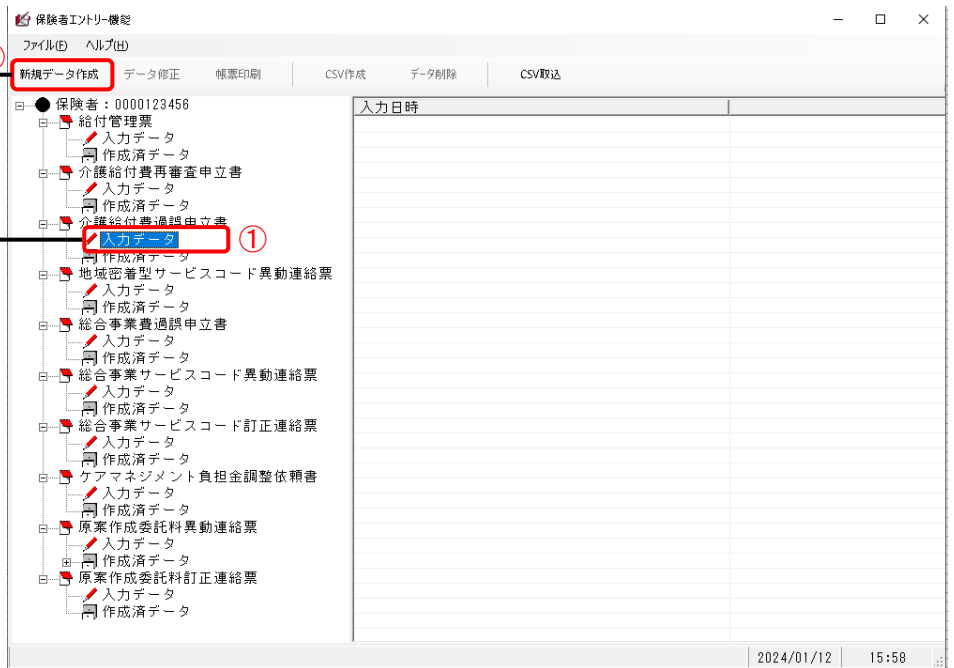 保険者エントリー機能
ファイル(F) ヘルプ(H)
新規データ作成 データ修正 帳票印刷 CSV作成 データ削除 CSV取込
保険者：0000123456
給付管理票
入力データ
作成済データ
介護給付費再審査申立書
入力データ
作成済データ
介護給付費過誤申立書
入力データ ①
作成済データ
地域密着型サービスコード異動連絡票
入力データ
作成済データ
総合事業費過誤申立書
入力データ
作成済データ
総合事業サービスコード異動連絡票
入力データ
作成済データ
総合事業サービスコード訂正連絡票
入力データ
作成済データ
ケアマネジメント負担金調整依頼書
入力データ
作成済データ
原案作成委託料異動連絡票
入力データ
作成済データ
原案作成委託料訂正連絡票
入力データ
作成済データ
入力日時
2024/01/12 15:58